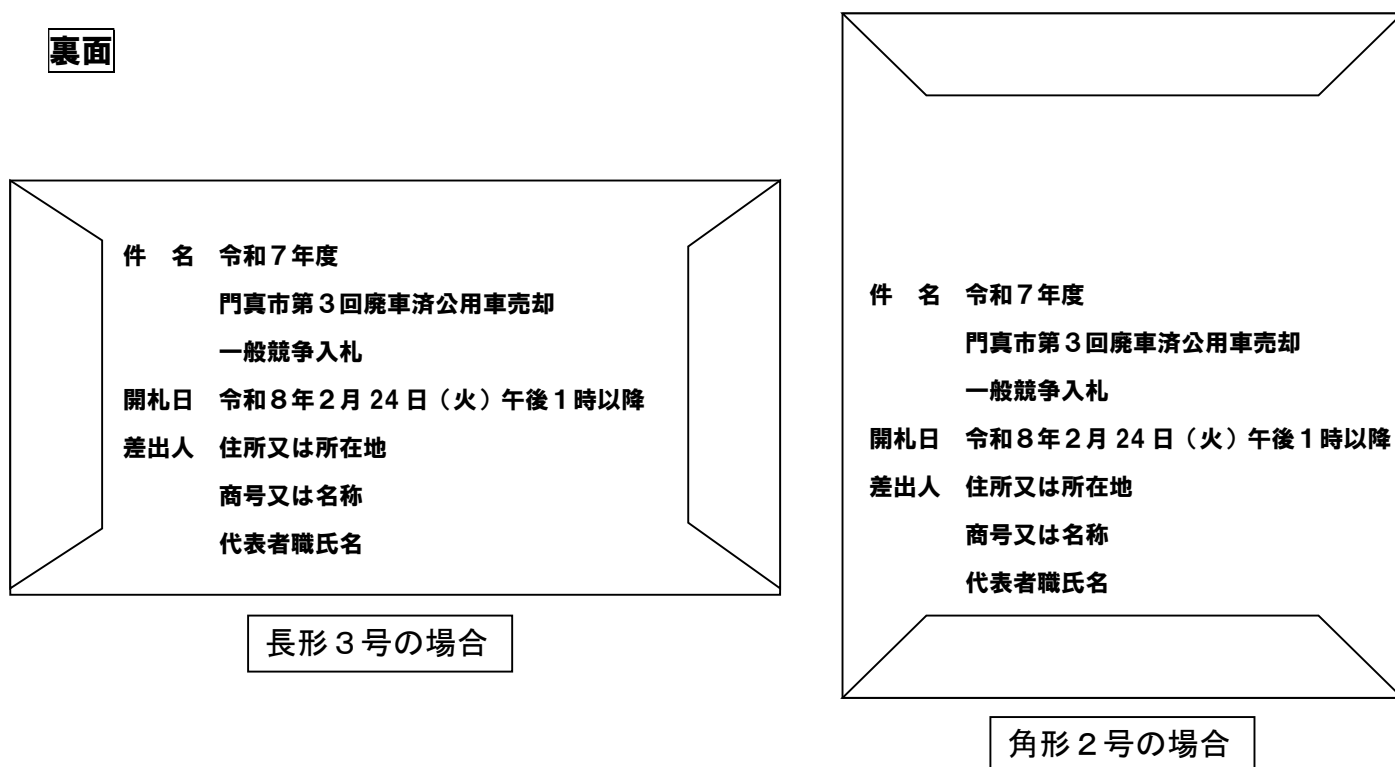 裏面
件　名　令和７年度
門真市第３回廃車済公用車売却
一般競争入札
開札日　令和８年２月 24 日（火）午後１時以降
差出人　住所又は所在地
商号又は名称
代表者職氏名
長形３号の場合
件　名　令和７年度
門真市第３回廃車済公用車売却
一般競争入札
開札日　令和８年２月 24 日（火）午後１時以降
差出人　住所又は所在地
商号又は名称
代表者職氏名
角形２号の場合